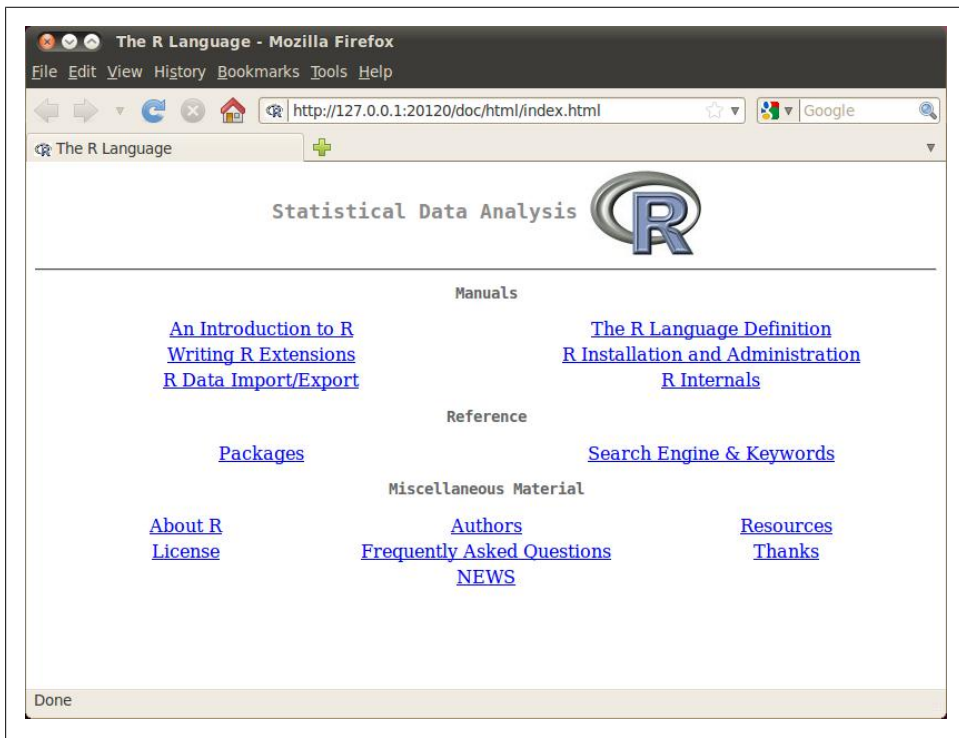 The R Language - Mozilla Firefox
File Edit View History Bookmarks Tools Help
http://127.0.0.1:20120/doc/html/index.html Google
The R Language
Statistical Data Analysis R
Manuals
An Introduction to R The R Language Definition
Writing R Extensions R Installation and Administration
R Data Import/Export R Internals
Reference
Packages Search Engine & Keywords
Miscellaneous Material
About R Authors Resources
License Frequently Asked Questions Thanks
NEWS
Done